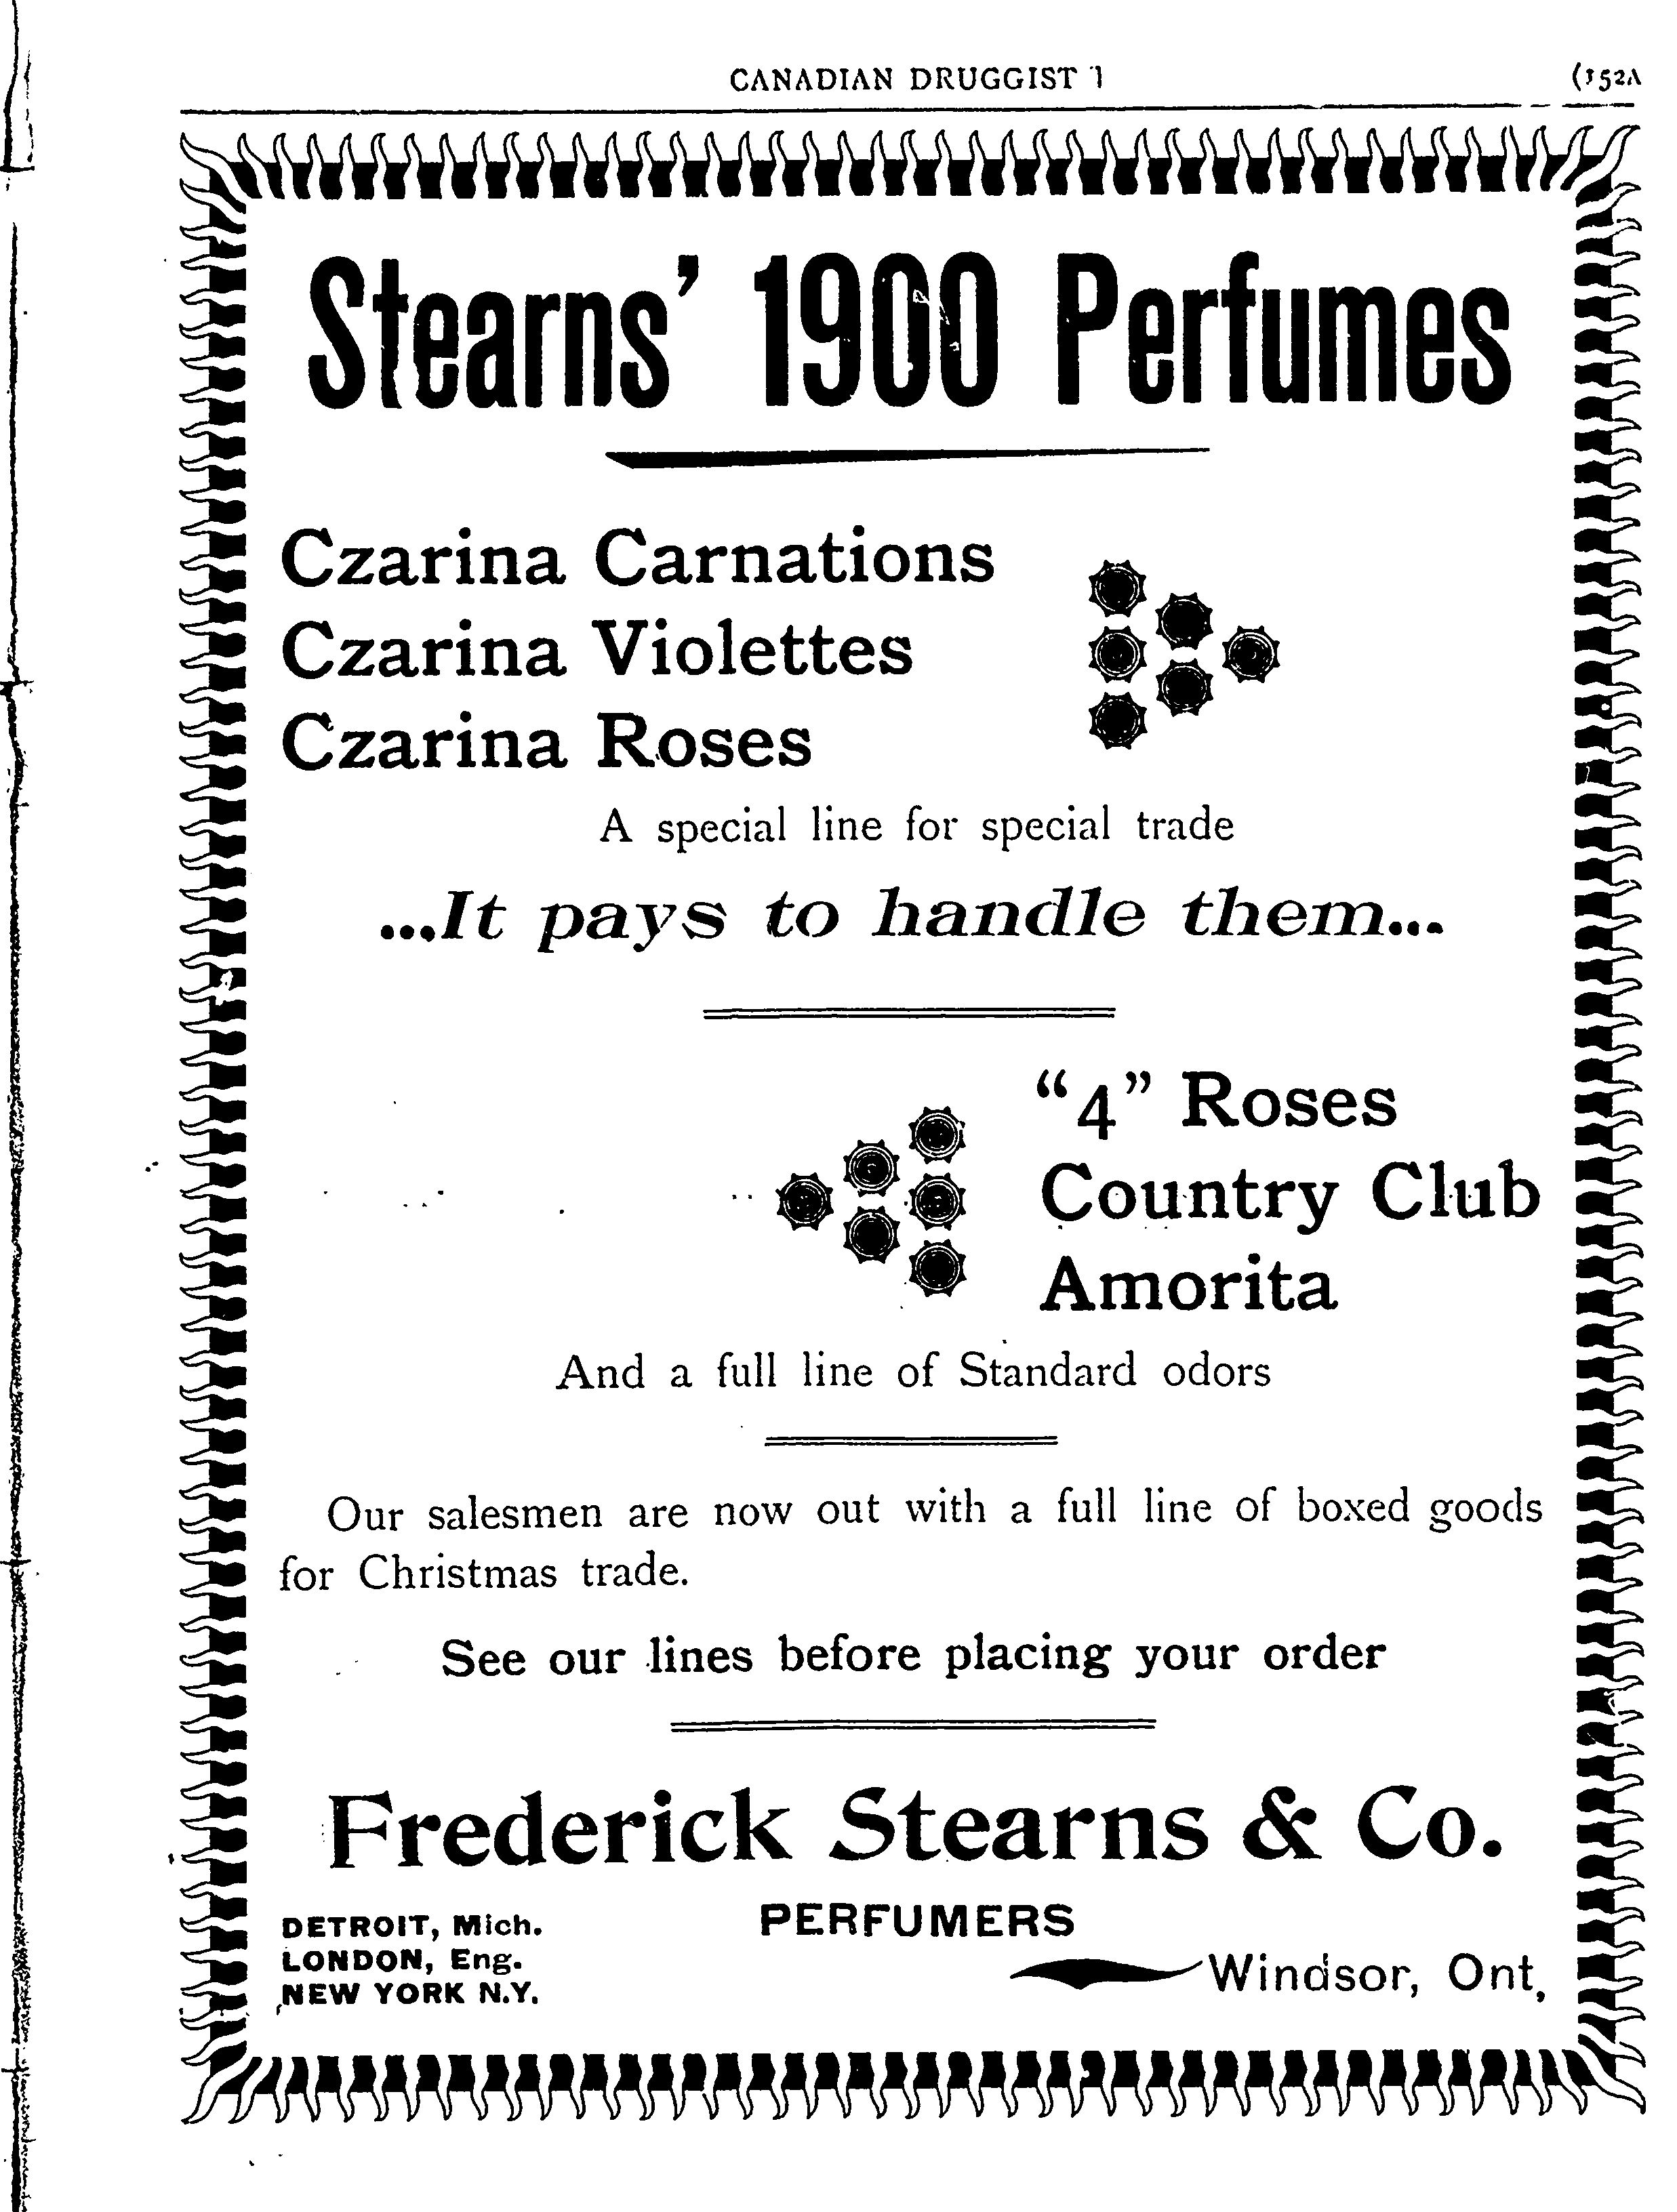 CANADIAN DRUGGIST
(152A
Stearns' 1900 Perfumes
Czarina Carnations
Czarina Violettes
Czarina Roses
A special line for special trade
...It pays to handle them...
“4” Roses
Country Club
Amorita
And a full line of Standard odors
Our salesmen are now out with a full line of boxed goods
for Christmas trade.
See our lines before placing your order
Frederick Stearns & Co.
PERFUMERS
DETROIT, Mich.
LONDON, Eng.
NEW YORK N.Y.
Windsor, Ont,